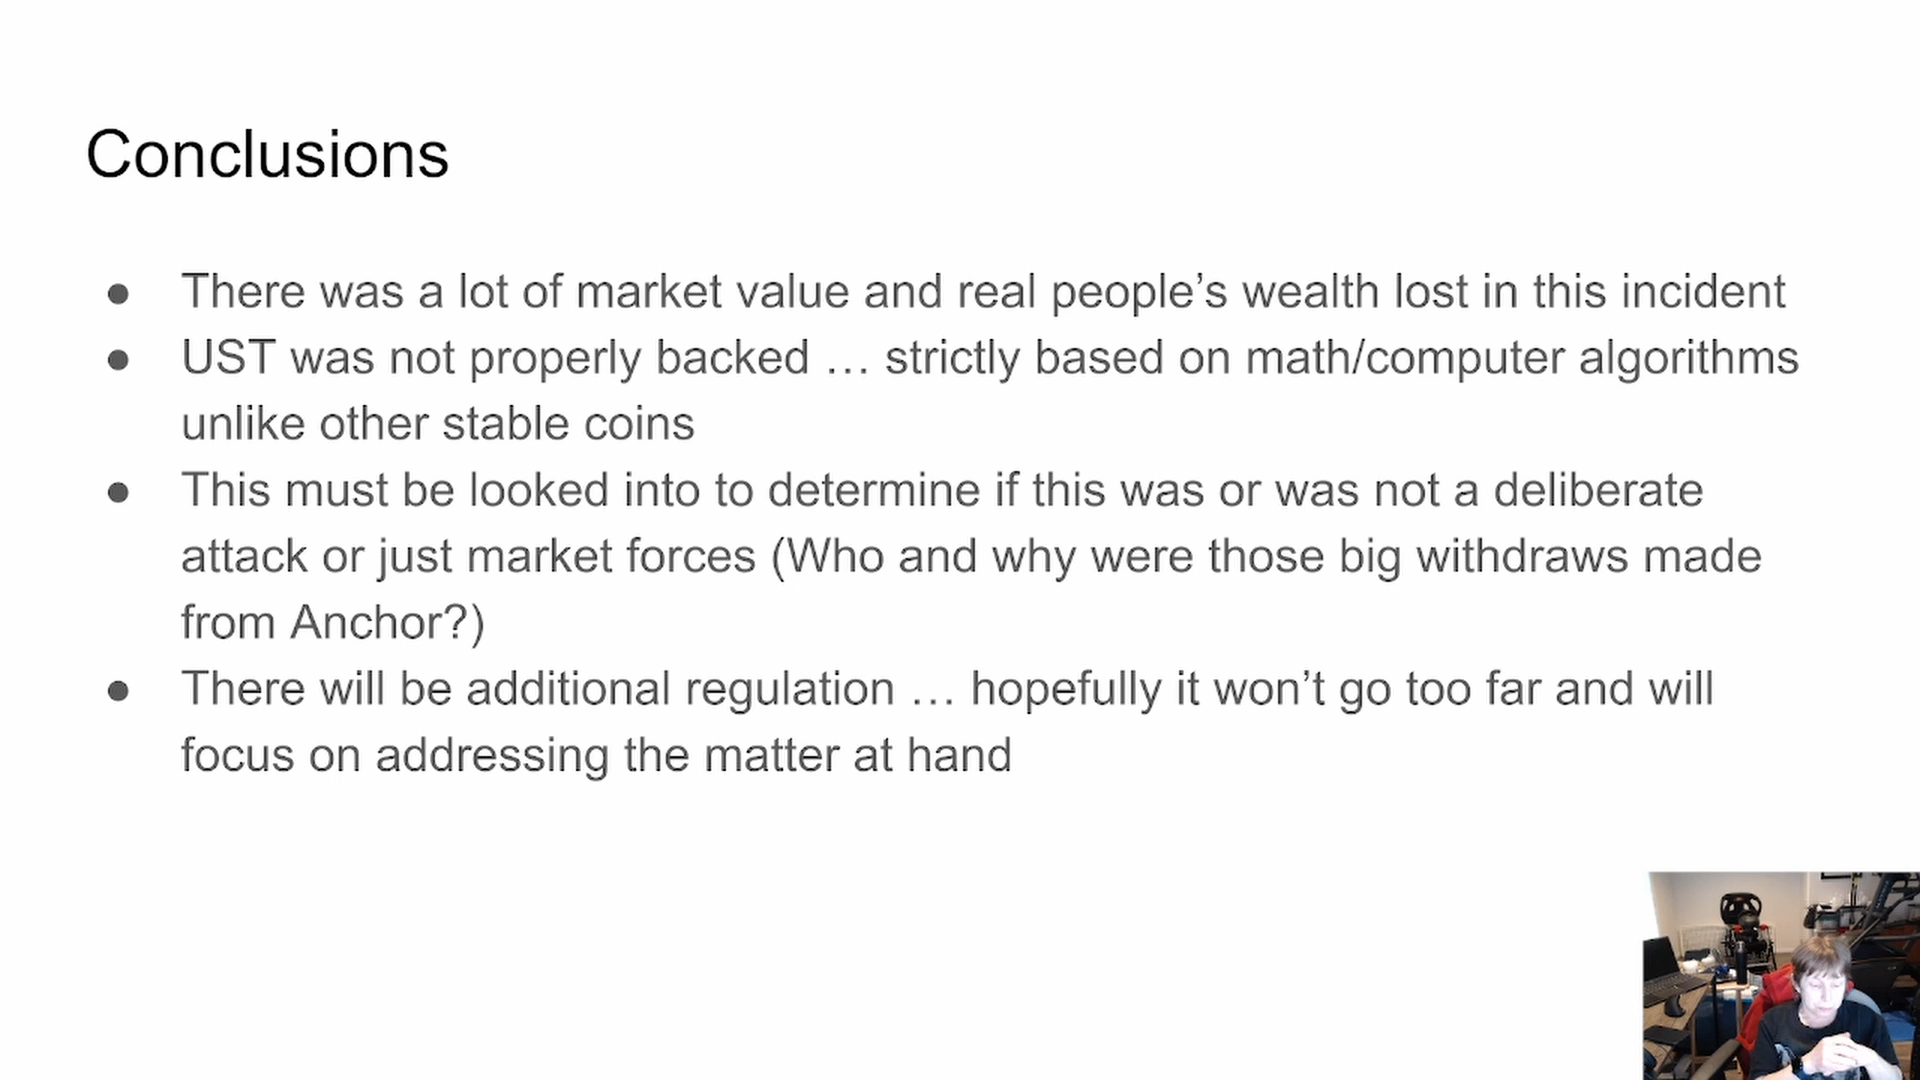 Conclusions
● There was a lot of market value and real people’s wealth lost in this incident
● UST was not properly backed … strictly based on math/computer algorithms
unlike other stable coins
● This must be looked into to determine if this was or was not a deliberate
attack or just market forces (Who and why were those big withdraws made
from Anchor?)
● There will be additional regulation … hopefully it won’t go too far and will
focus on addressing the matter at hand